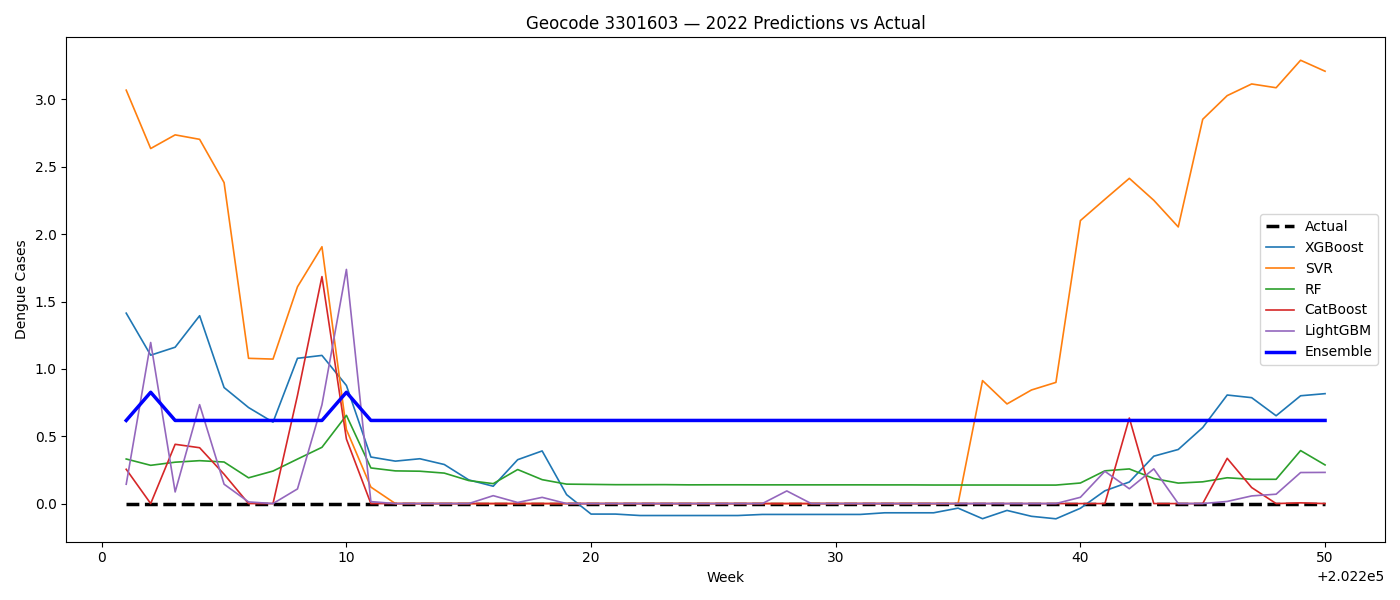 Geocode 3301603 — 2022 Predictions vs Actual
Dengue Cases
3.0
2.5
2.0
1.5
1.0
0.5
0.0
Actual
XGBoost
SVR
RF
CatBoost
LightGBM
Ensemble
0 10 20 30 40 50
Week
+2.022e5